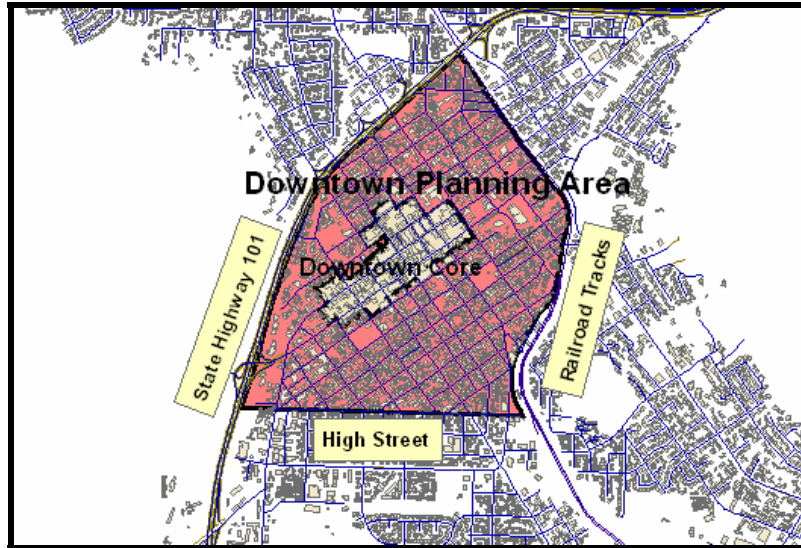 Downtown Planning Area
Downtown Core
State Highway 101
Railroad Tracks
High Street